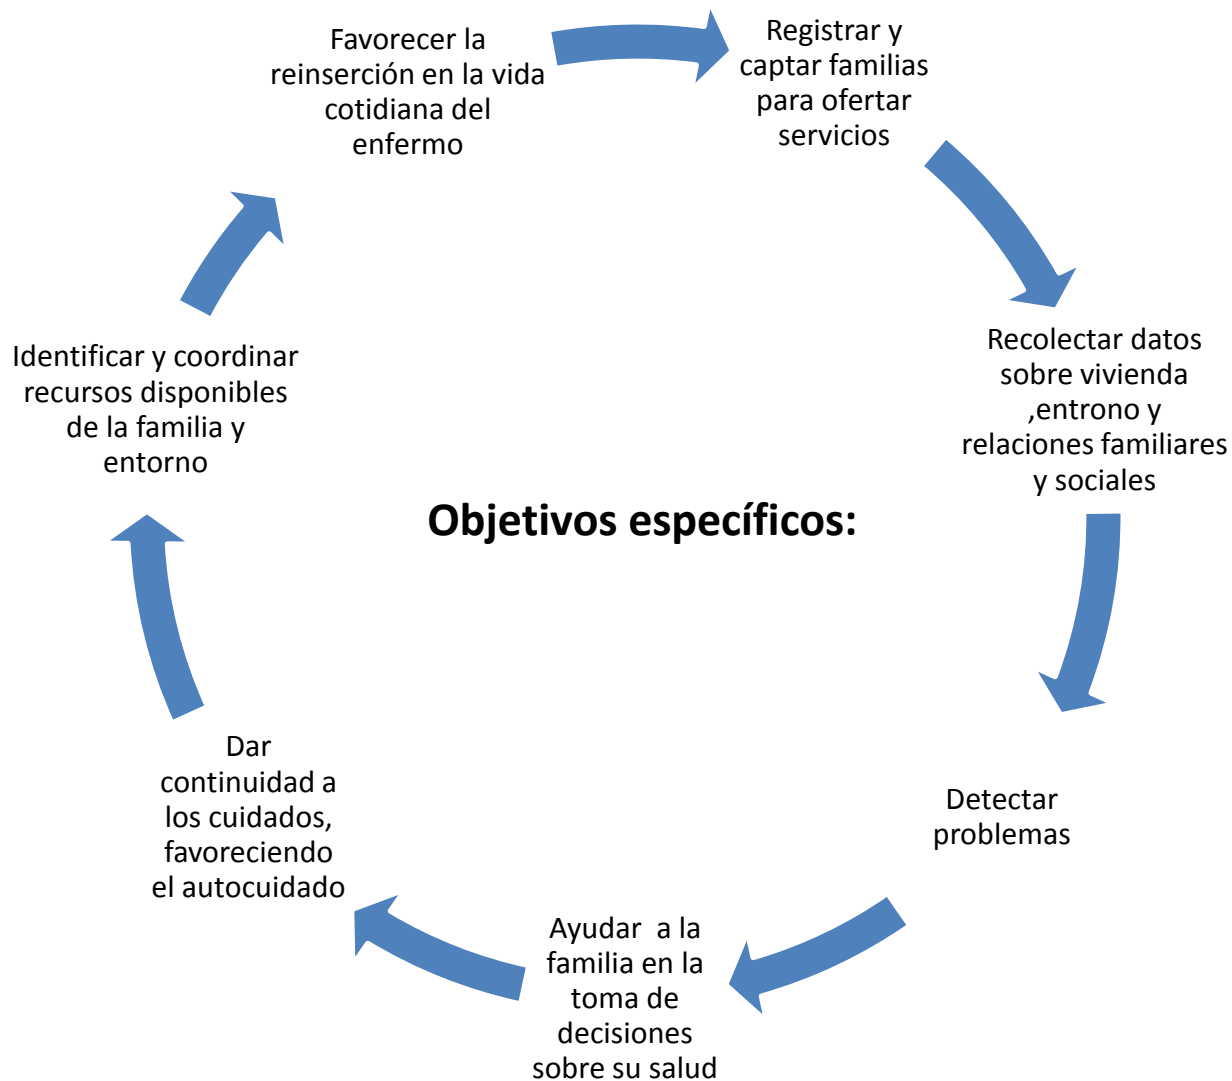 Favorecer la
reinserción en la vida
cotidiana del
enfermo
Registrar y
captar familias
para ofertar
servicios
Recolectar datos
sobre vivienda
,entrono y
relaciones familiares
y sociales
Detectar
problemas
Ayudar  a la
familia en la
toma de
decisiones
sobre su salud
Dar
continuidad a
los cuidados,
favoreciendo
el autocuidado
Identificar y coordinar
recursos disponibles
de la familia y
entorno
Objetivos específicos: